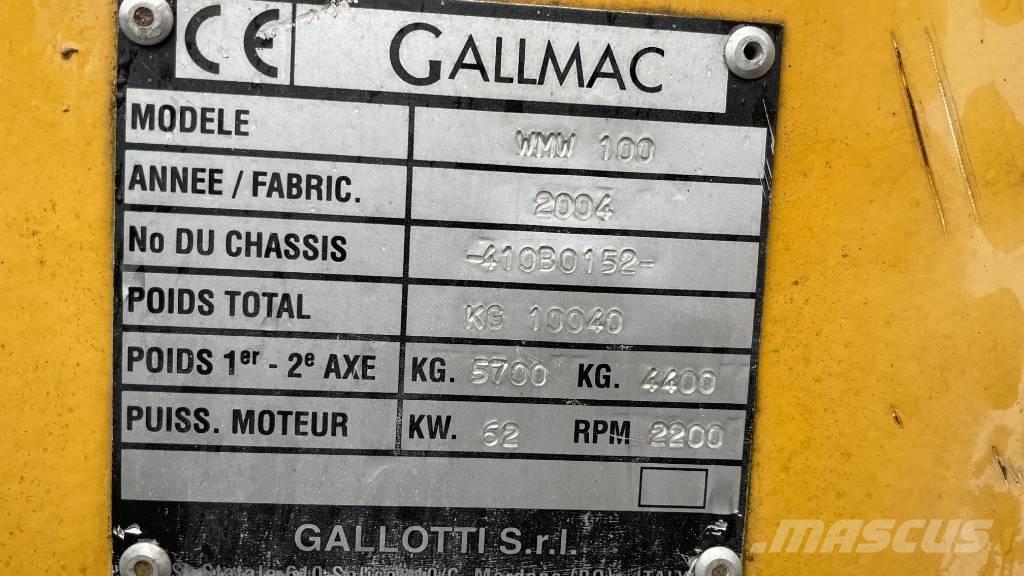 CE GALLMAC
MODELE WMW 100
ANNEE / FABRIC. 2004
No DU CHASSIS -410B0152-
POIDS TOTAL KG 10040
POIDS 1er - 2e AXE KG. 5700 KG. 4400
PUISS. MOTEUR KW. 62 RPM 2200
GALLOTTI S.r.l.
MASCUS